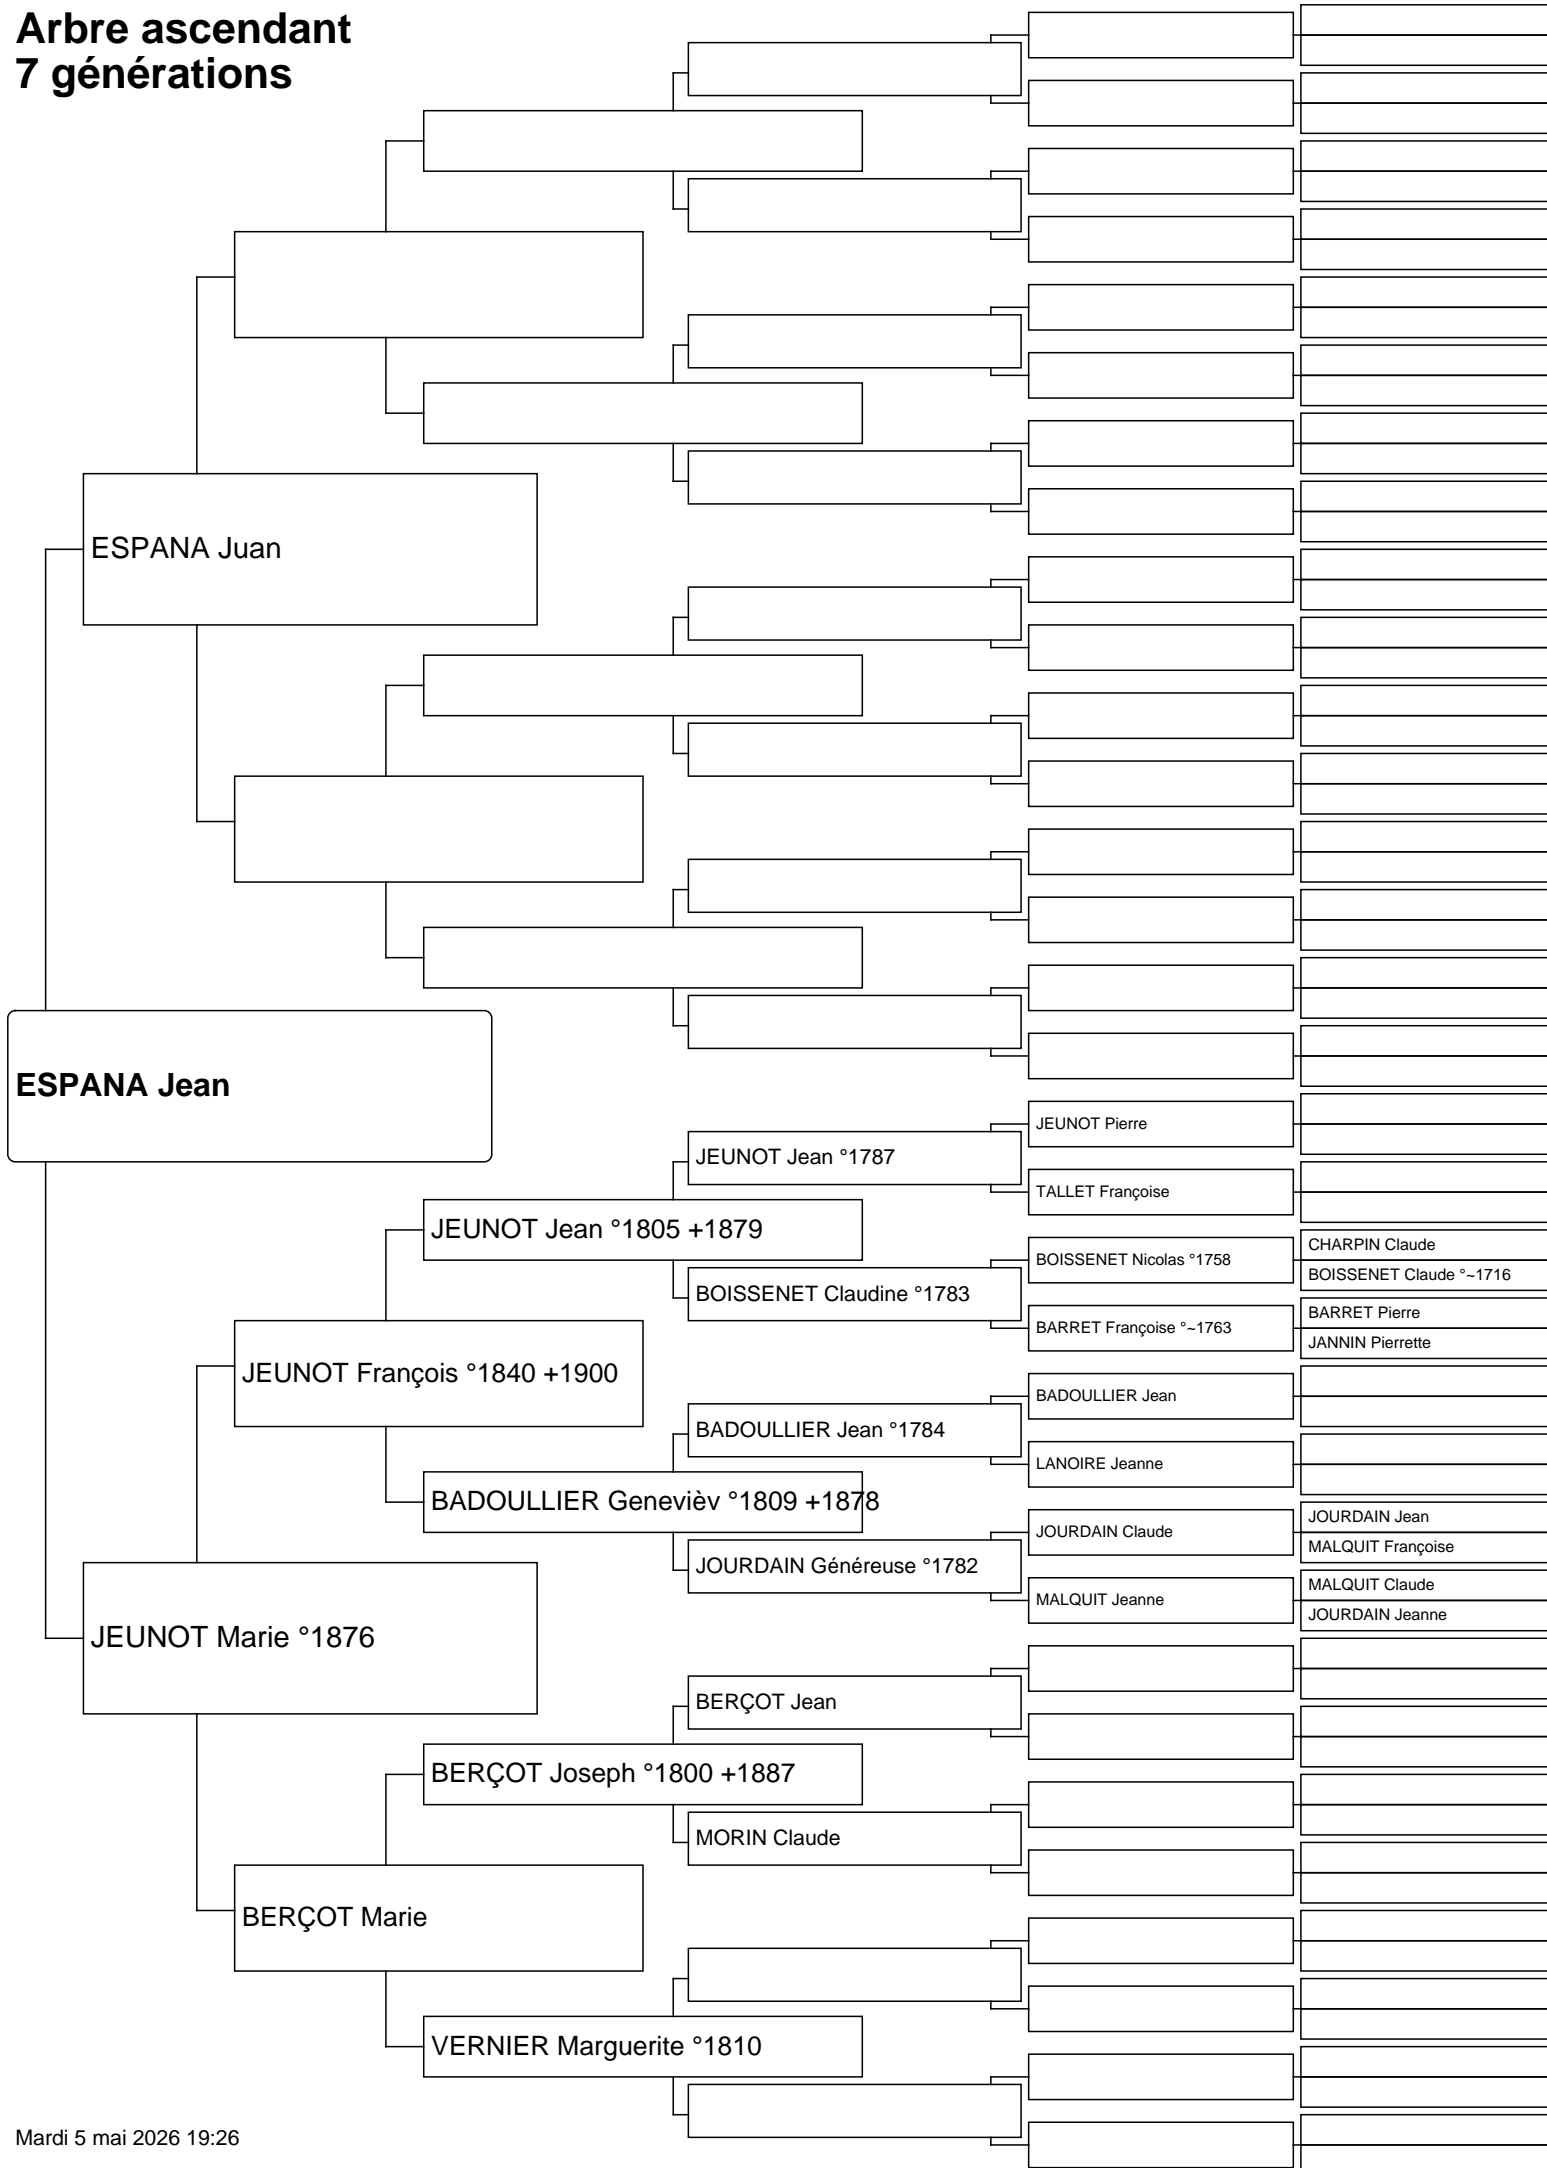 Arbre ascendant
7 générations
ESPANA Juan
ESPANA Jean
JEUNOT Pierre
JEUNOT Jean °1787
TALLET Françoise
JEUNOT Jean °1805 +1879
CHARPIN Claude
BOISSENET Nicolas °1758
BOISSENET Claude °~1716
BOISSENET Claudine °1783
BARRET Pierre
BARRET Françoise °~1763
JANNIN Pierrette
JEUNOT François °1840 +1900
BADOULLIER Jean
BADOULLIER Jean °1784
LANOIRE Jeanne
BADOULLIER Genevièv °1809 +1878
JOURDAIN Jean
JOURDAIN Claude
MALQUIT Françoise
JOURDAIN Généreuse °1782
MALQUIT Claude
MALQUIT Jeanne
JOURDAIN Jeanne
JEUNOT Marie °1876
BERÇOT Jean
BERÇOT Joseph °1800 +1887
MORIN Claude
BERÇOT Marie
VERNIER Marguerite °1810
Mardi 5 mai 2026 19:26